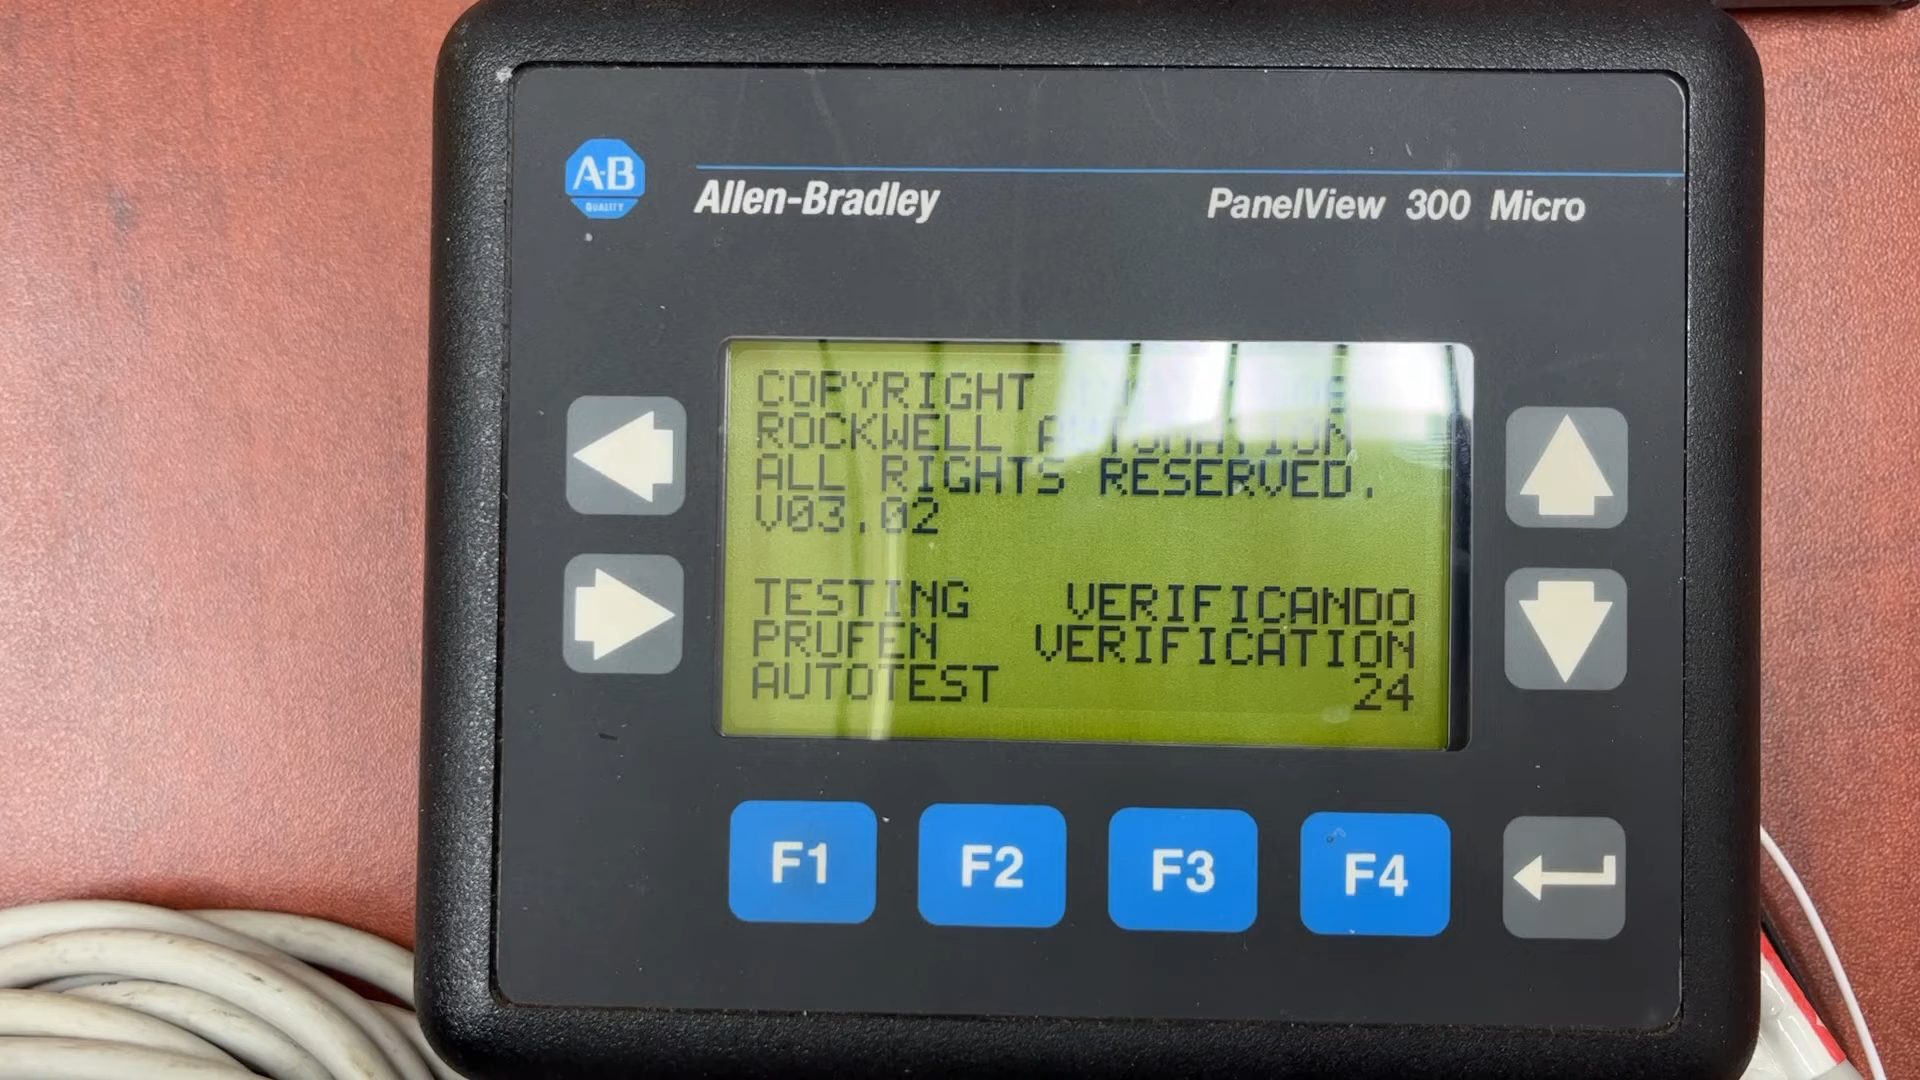 A·B
QUALITY
Allen-Bradley
PanelView 300 Micro
COPYRIGHT
ROCKWELL AUTOMATION
ALL RIGHTS RESERVED.
V03.02
TESTING VERIFICANDO
PRUFEN VERIFICATION
AUTOTEST 24
F1 F2 F3 F4